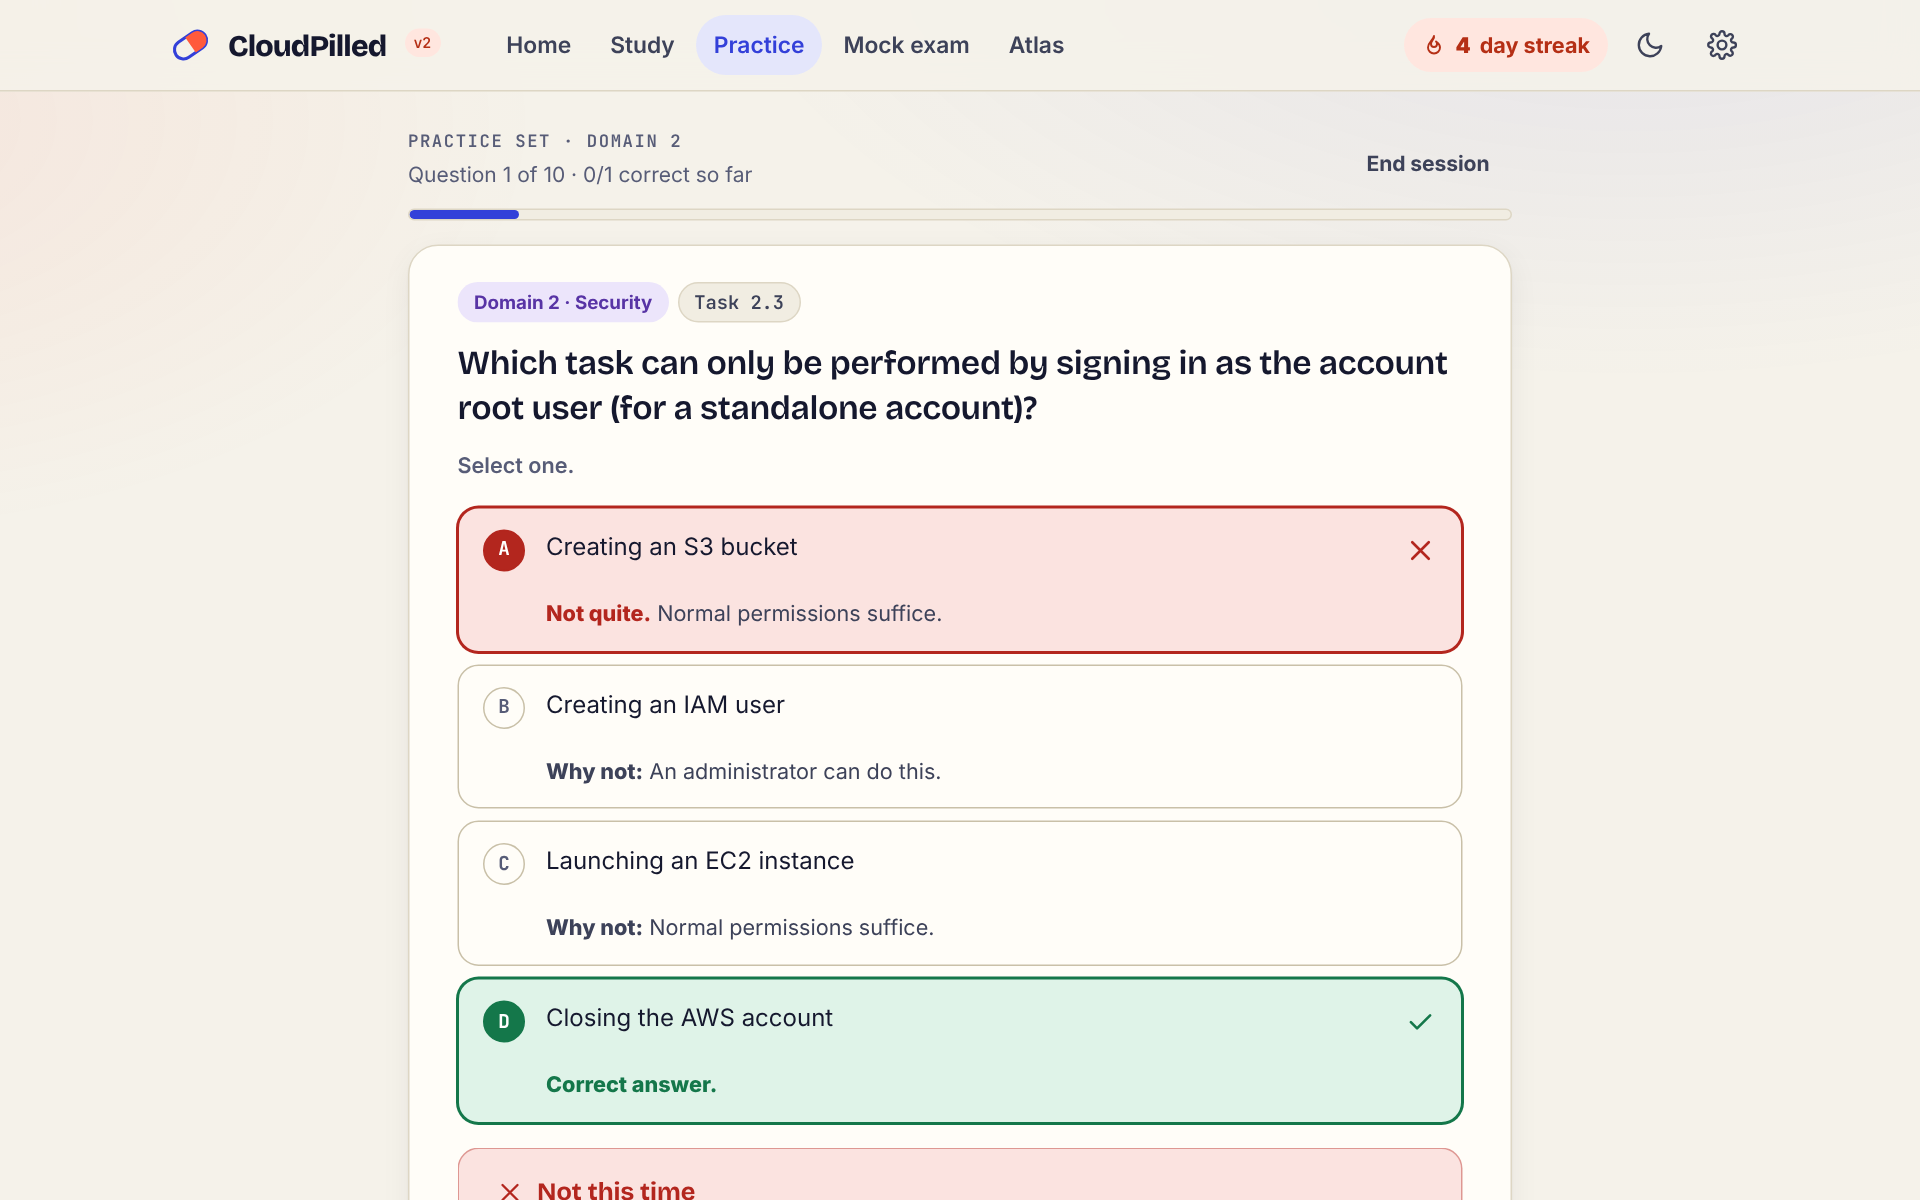 CloudPilled v2 Home Study Practice Mock exam Atlas 4 day streak
PRACTICE SET · DOMAIN 2
Question 1 of 10 · 0/1 correct so far
End session
Domain 2 · Security Task 2.3
Which task can only be performed by signing in as the account
root user (for a standalone account)?
Select one.
A Creating an S3 bucket
Not quite. Normal permissions suffice.
B Creating an IAM user
Why not: An administrator can do this.
C Launching an EC2 instance
Why not: Normal permissions suffice.
D Closing the AWS account
Correct answer.
Not this time